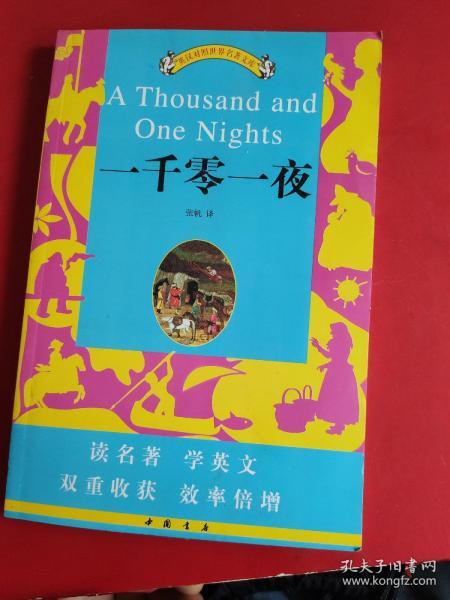 英汉对照世界名著文库
A Thousand and
One Nights
一千零一夜
张帆 译
读名著 学英文
双重收获 效率倍增
中国书店
孔夫子旧书网
www.kongfz.com